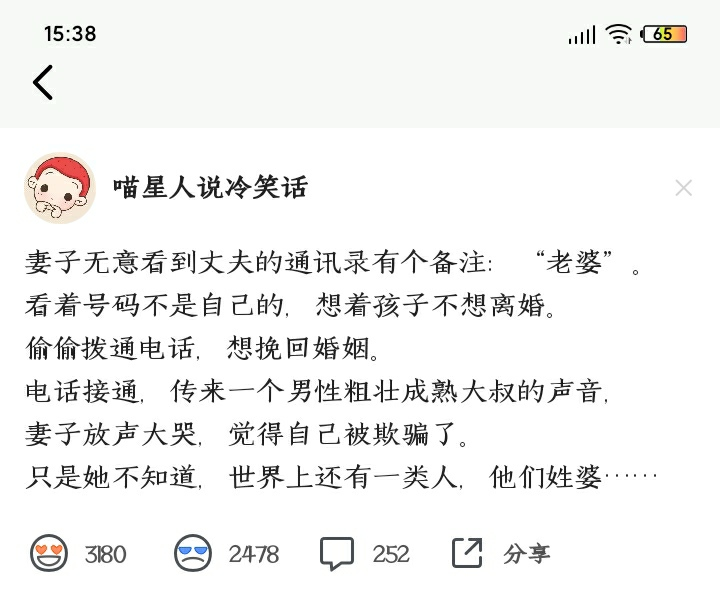 15:38
65
喵星人说冷笑话
妻子无意看到丈夫的通讯录有个备注：“老婆”。
看着号码不是自己的，想着孩子不想离婚。
偷偷拨通电话，想挽回婚姻。
电话接通，传来一个男性粗壮成熟大叔的声音，
妻子放声大哭，觉得自己被欺骗了。
只是她不知道，世界上还有一类人，他们姓婆……
3180 2478 252 分享